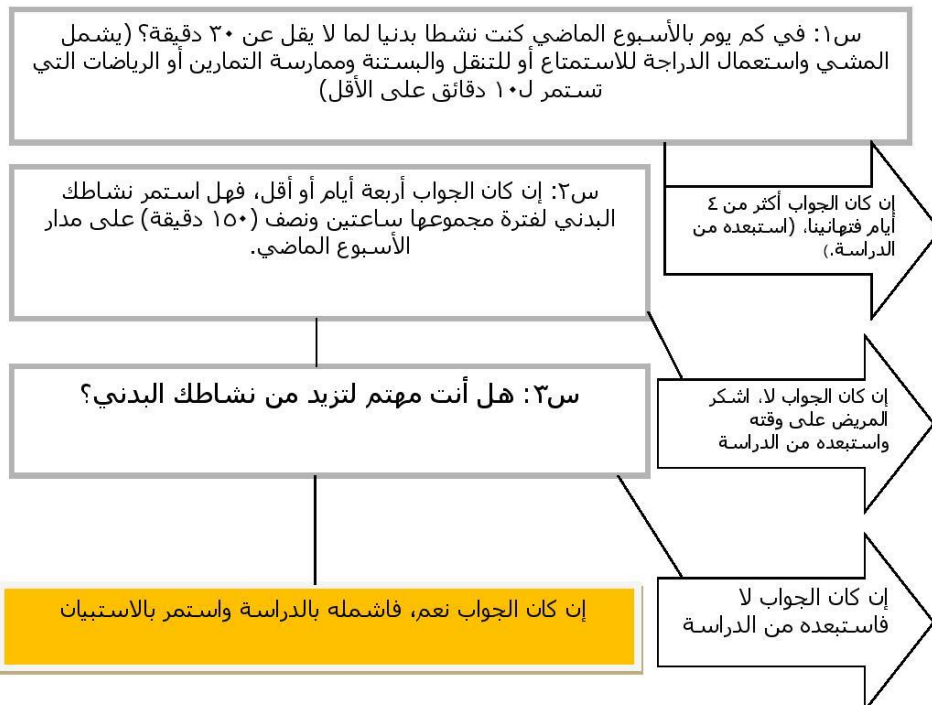 س١: في كم يوم بالأسبوع الماضي كنت نشطا بدنيا لما لا يقل عن ٣٠ دقيقة؟ (يشمل
المشي واستعمال الدراجة للاستمتاع أو للتنقل والبستنة وممارسة التمارين أو الرياضات التي
تستمر ل١٠ دقائق على الأقل)
إن كان الجواب أكثر من ٤
أيام فتهانينا، (استبعده من
الدراسة.)
س٢: إن كان الجواب أربعة أيام أو أقل، فهل استمر نشاطك
البدني لفترة مجموعها ساعتين ونصف (١٥٠ دقيقة) على مدار
الأسبوع الماضي.
إن كان الجواب لا، اشكر
المريض على وقته
واستبعده من الدراسة
س٣: هل أنت مهتم لتزيد من نشاطك البدني؟
إن كان الجواب لا
فاستبعده من الدراسة
إن كان الجواب نعم، فاشمله بالدراسة واستمر بالاستبيان